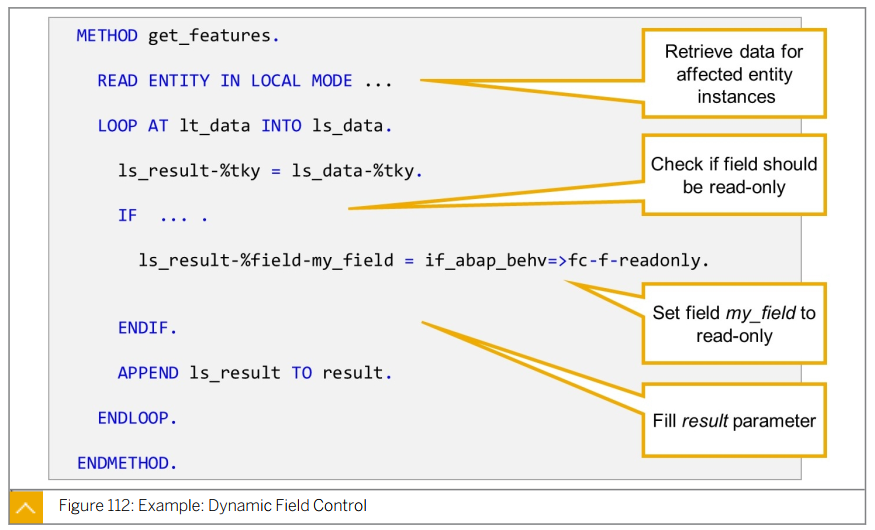 METHOD get_features.
READ ENTITY IN LOCAL MODE ...
LOOP AT lt_data INTO ls_data.
ls_result-%tky = ls_data-%tky.
IF ... .
ls_result-%field-my_field = if_abap_behv=>fc-f-readonly.
ENDIF.
APPEND ls_result TO result.
ENDLOOP.
ENDMETHOD.
Retrieve data for
affected entity
instances
Check if field should
be read-only
Set field my_field to
read-only
Fill result parameter
Figure 112: Example: Dynamic Field Control